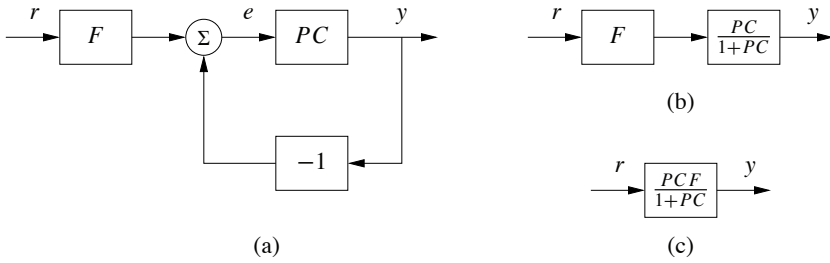 r F Σ e PC y
−1
(a)
r F PC/1+PC y
(b)
r PCF/1+PC y
(c)